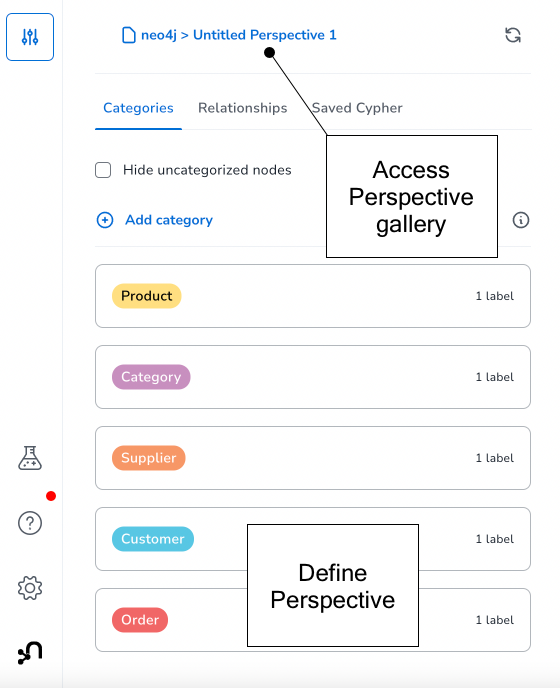 neo4j > Untitled Perspective 1
Categories Relationships Saved Cypher
Access
Perspective
gallery
Hide uncategorized nodes
Add category
Product 1 label
Category 1 label
Supplier 1 label
Customer 1 label
Define
Perspective
Order 1 label